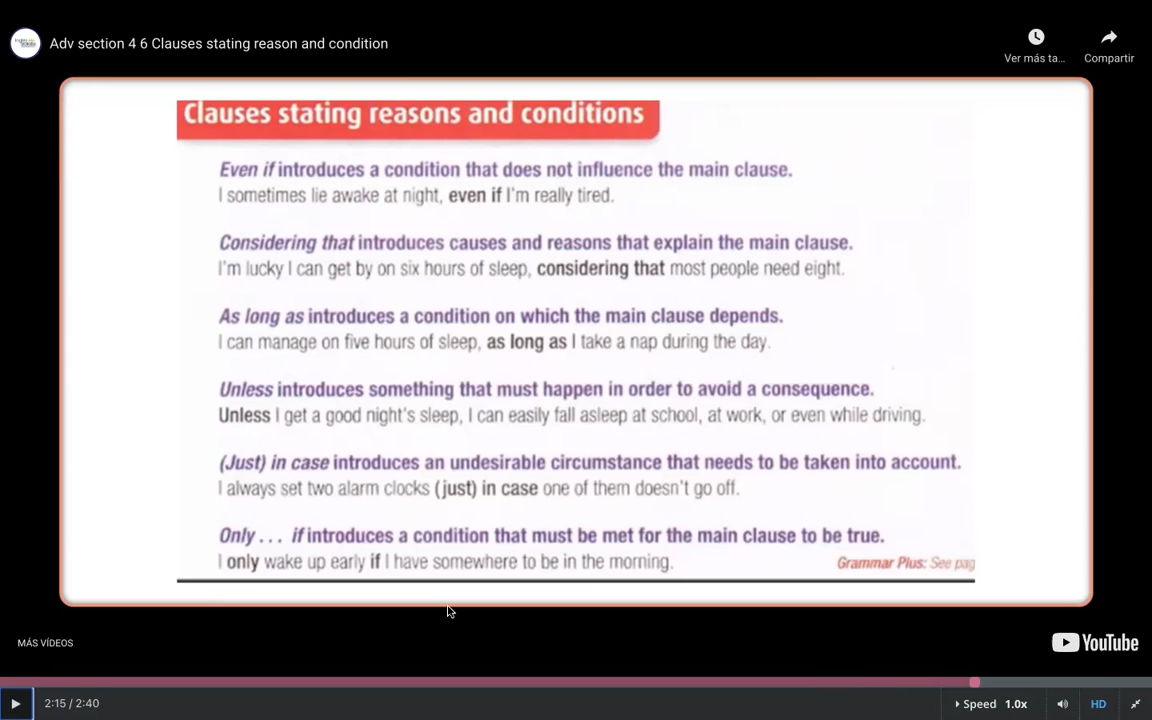 Adv section 4 6 Clauses stating reason and condition
Ver más ta...
Compartir
Clauses stating reasons and conditions
Even if introduces a condition that does not influence the main clause.
I sometimes lie awake at night, even if I'm really tired.
Considering that introduces causes and reasons that explain the main clause.
I'm lucky I can get by on six hours of sleep, considering that most people need eight.
As long as introduces a condition on which the main clause depends.
I can manage on five hours of sleep, as long as I take a nap during the day.
Unless introduces something that must happen in order to avoid a consequence.
Unless I get a good night's sleep, I can easily fall asleep at school, at work, or even while driving.
(Just) in case introduces an undesirable circumstance that needs to be taken into account.
I always set two alarm clocks (just) in case one of them doesn't go off.
Only . . . if introduces a condition that must be met for the main clause to be true.
I only wake up early if I have somewhere to be in the morning.
Grammar Plus: See pag
MÁS VÍDEOS
YouTube
2:15 / 2:40
Speed 1.0x
HD